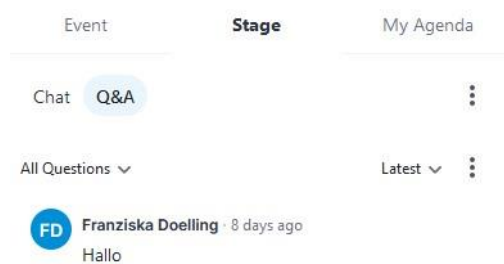 Event Stage My Agenda
Chat Q&A
All Questions Latest
FD Franziska Doelling · 8 days ago
Hallo